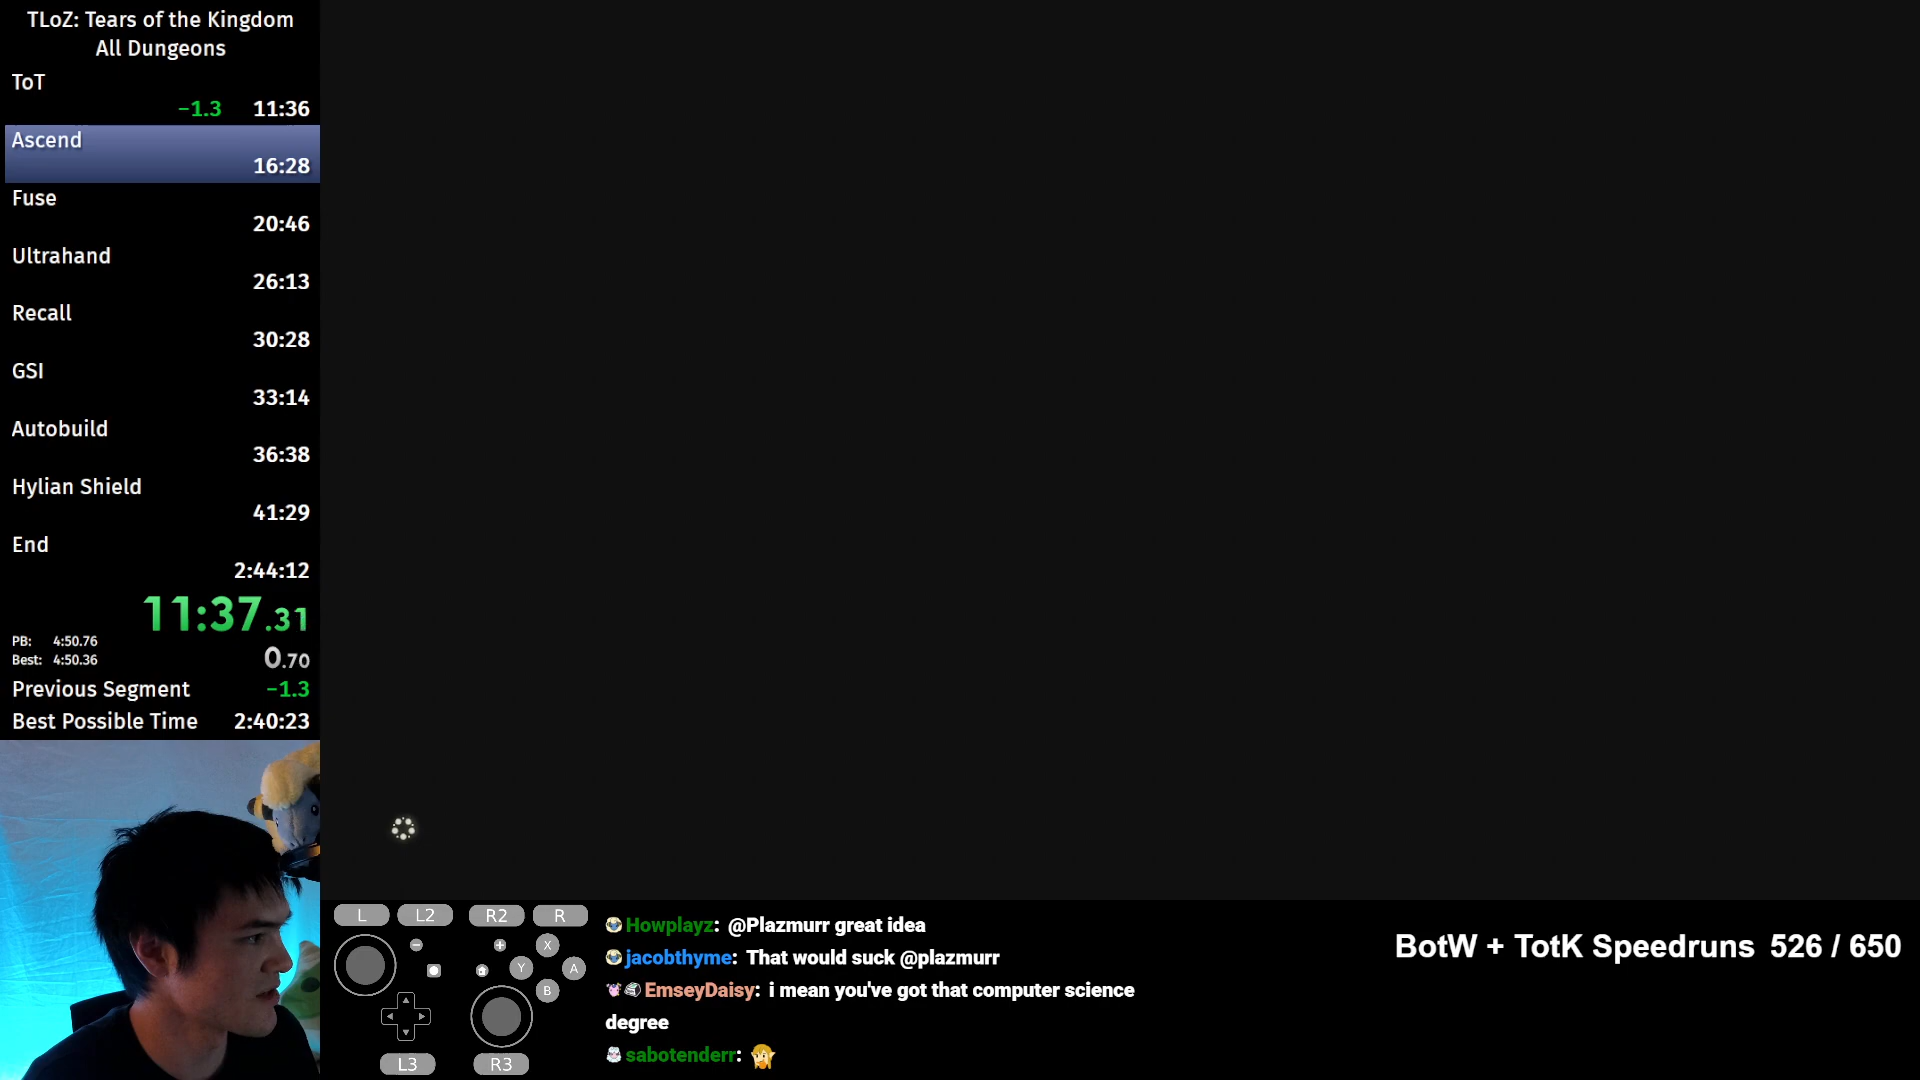 TLoZ: Tears of the Kingdom
All Dungeons
ToT
−1.3 11:36
Ascend
16:28
Fuse
20:46
Ultrahand
26:13
Recall
30:28
GSI
33:14
Autobuild
36:38
Hylian Shield
41:29
End
2:44:12
11:37.31
PB: 4:50.76
Best: 4:50.36
0.70
Previous Segment −1.3
Best Possible Time 2:40:23
L L2 R2 R
X
Y A
B
L3 R3
Howplayz: @Plazmurr great idea
jacobthyme: That would suck @plazmurr
EmseyDaisy: i mean you've got that computer science
degree
sabotenderr:
BotW + TotK Speedruns 526 / 650